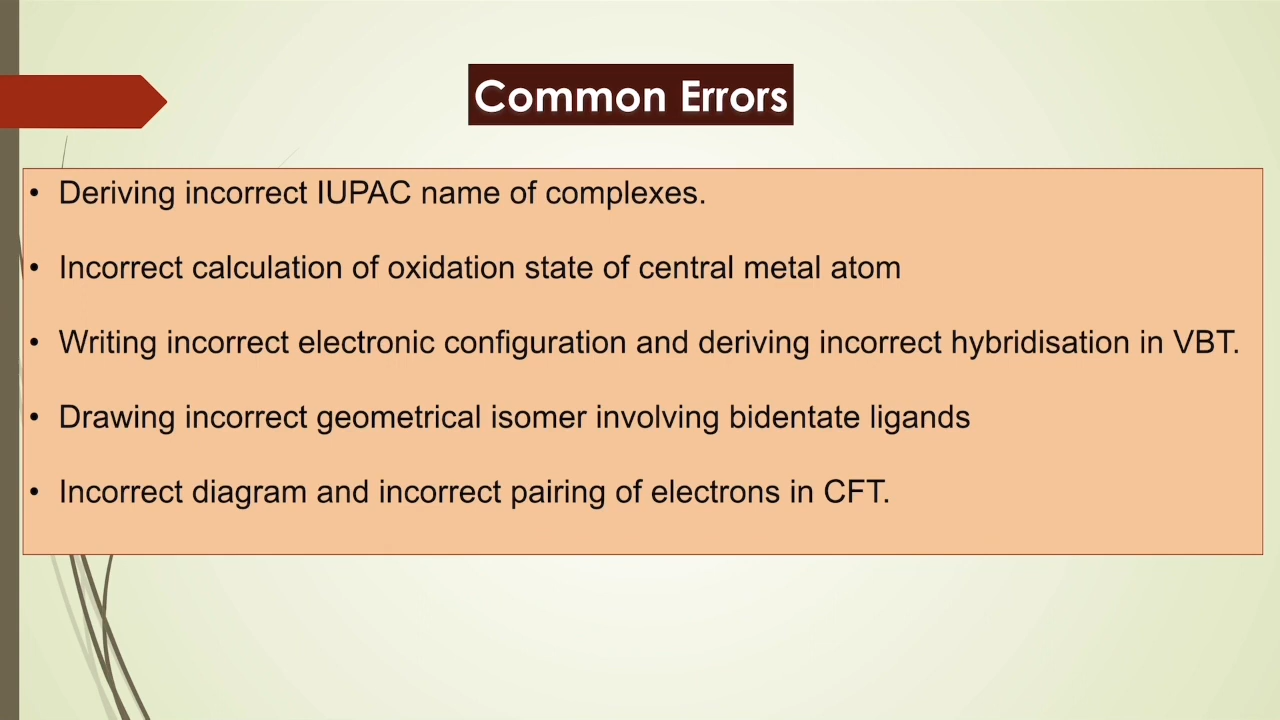 Common Errors
• Deriving incorrect IUPAC name of complexes.
• Incorrect calculation of oxidation state of central metal atom
• Writing incorrect electronic configuration and deriving incorrect hybridisation in VBT.
• Drawing incorrect geometrical isomer involving bidentate ligands
• Incorrect diagram and incorrect pairing of electrons in CFT.